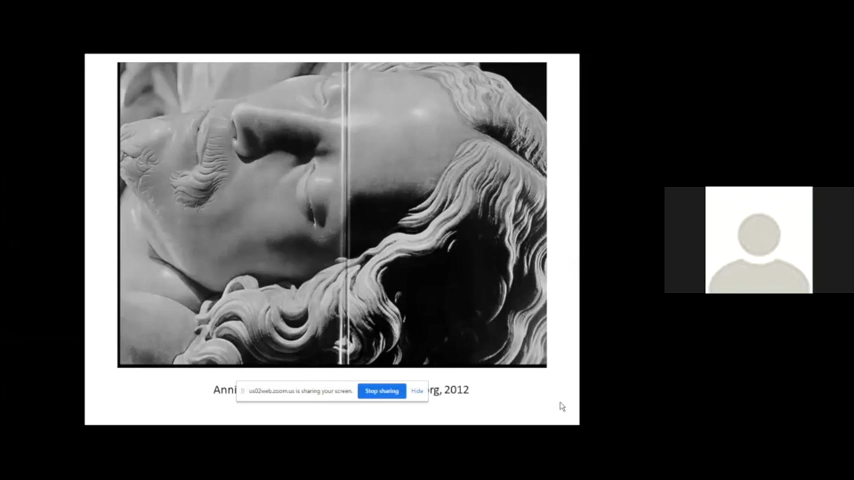 Anni
us02web.zoom.us is sharing your screen. Stop sharing Hide
rg, 2012